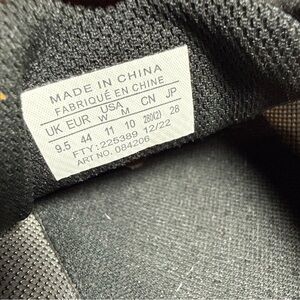 MADE IN CHINA
FABRIQUÉ EN CHINE
USA
UK EUR W M CN JP
9.5 44 11 10 280(2) 28
FTY: 225389 12/22
ART NO. 084206